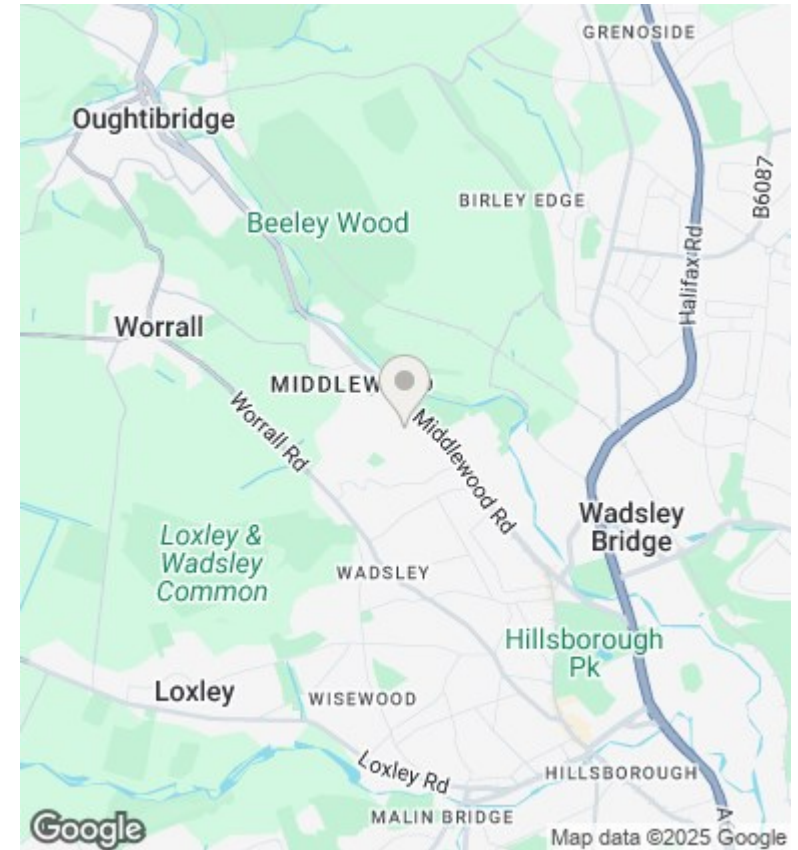 GRENOSIDE
Oughtibridge
B6087
BIRLEY EDGE
Beeley Wood
Halifax Rd
Worrall
MIDDLEW
D
Worrall Rd
Middlewood Rd
Wadsley
Bridge
Loxley &
Wadsley
Common
WADSLEY
Hillsborough
Pk
Loxley
WISEWOOD
Loxley Rd
HILLSBOROUGH
MALIN BRIDGE
A
Google
Map data ©2025 Google